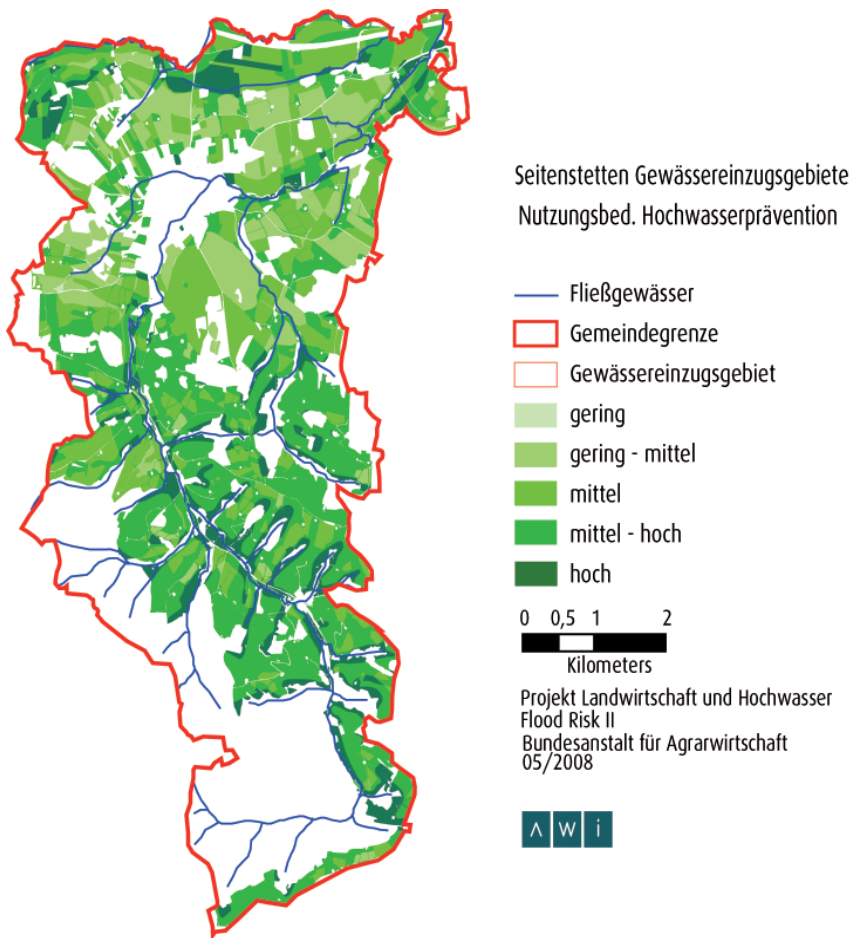 Seitenstetten Gewässereinzugsgebiete
Nutzungsbed. Hochwasserprävention
Fließgewässer
Gemeindegrenze
Gewässereinzugsgebiet
gering
gering - mittel
mittel
mittel - hoch
hoch
0 0,5 1 2
Kilometers
Projekt Landwirtschaft und Hochwasser
Flood Risk II
Bundesanstalt für Agrarwirtschaft
05/2008
Λ W i